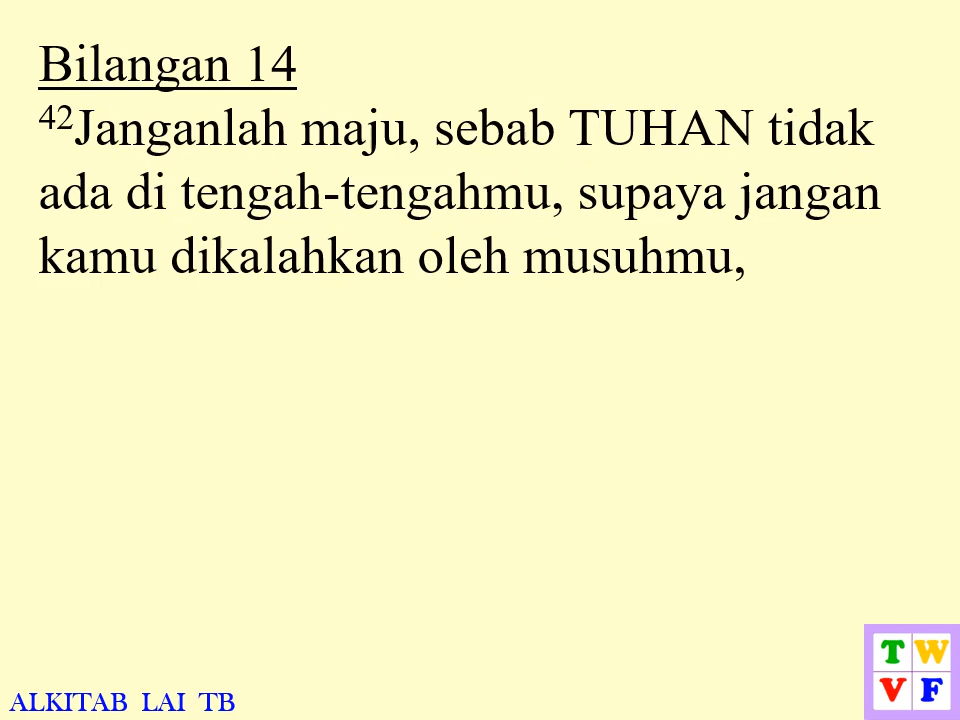 Bilangan 14
42Janganlah maju, sebab TUHAN tidak
ada di tengah-tengahmu, supaya jangan
kamu dikalahkan oleh musuhmu,
ALKITAB LAI TB
T W
V F